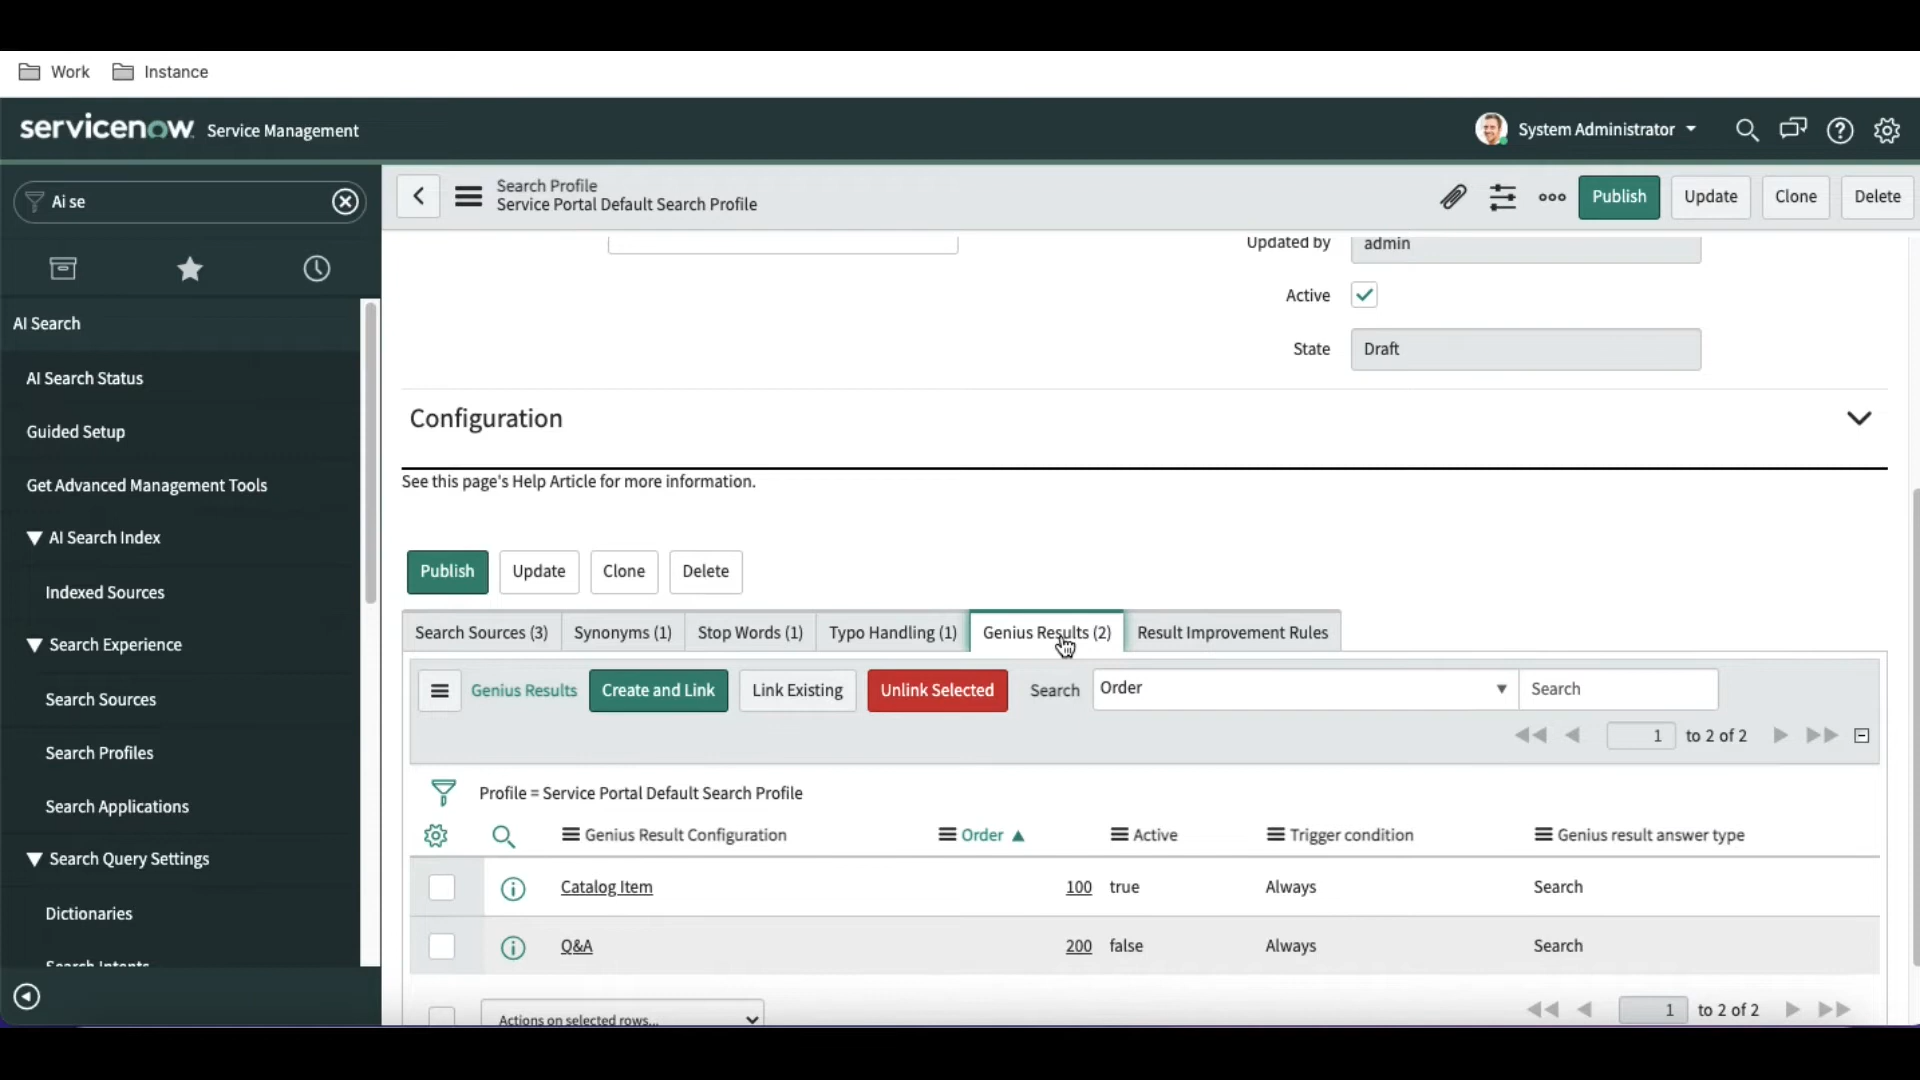 Work Instance
servicenow Service Management System Administrator
Ai se
AI Search
AI Search Status
Guided Setup
Get Advanced Management Tools
AI Search Index
Indexed Sources
Search Experience
Search Sources
Search Profiles
Search Applications
Search Query Settings
Dictionaries
Search Intents
Search Profile
Service Portal Default Search Profile
Publish Update Clone Delete
Updated by admin
Active
State Draft
Configuration
See this page's Help Article for more information.
Publish Update Clone Delete
Search Sources (3) Synonyms (1) Stop Words (1) Typo Handling (1) Genius Results (2) Result Improvement Rules
Genius Results Create and Link Link Existing Unlink Selected Search Order Search
1 to 2 of 2
Profile = Service Portal Default Search Profile
Genius Result Configuration Order Active Trigger condition Genius result answer type
Catalog Item 100 true Always Search
Q&A 200 false Always Search
Actions on selected rows... 1 to 2 of 2